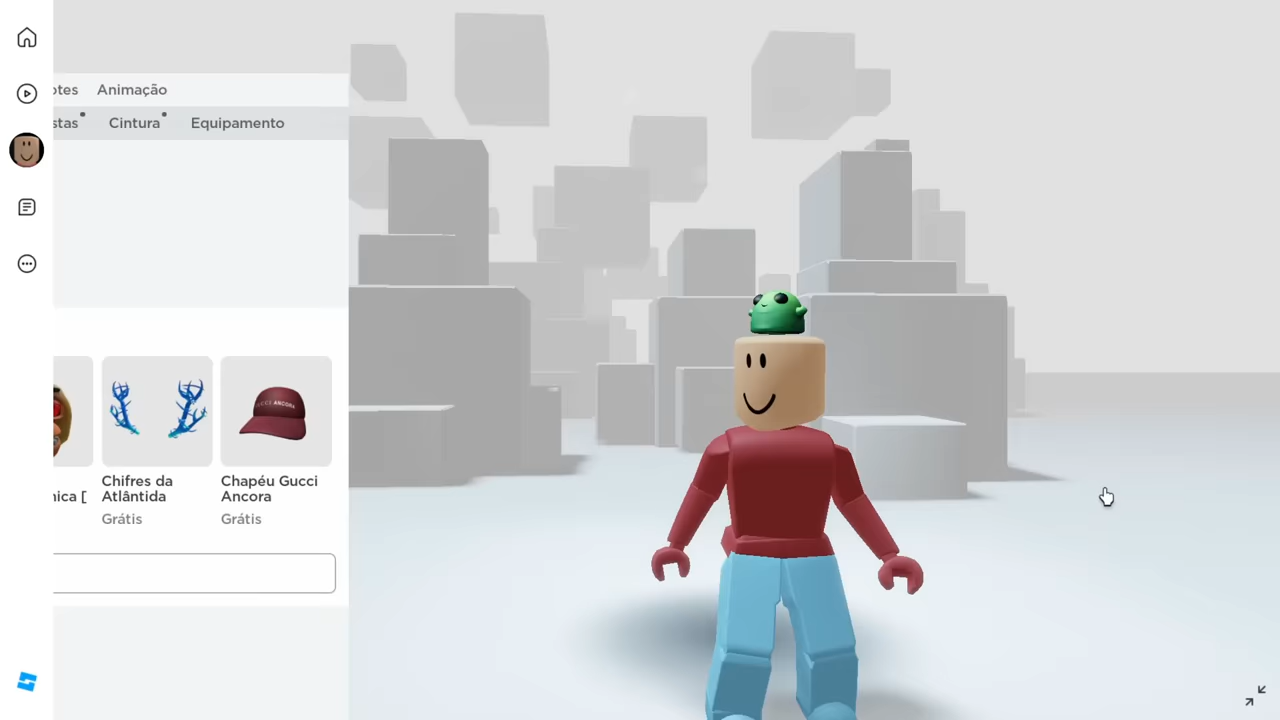 otes Animação
stas Cintura Equipamento
nica [
Chifres da
Atlântida
Grátis
Chapéu Gucci
Ancora
Grátis